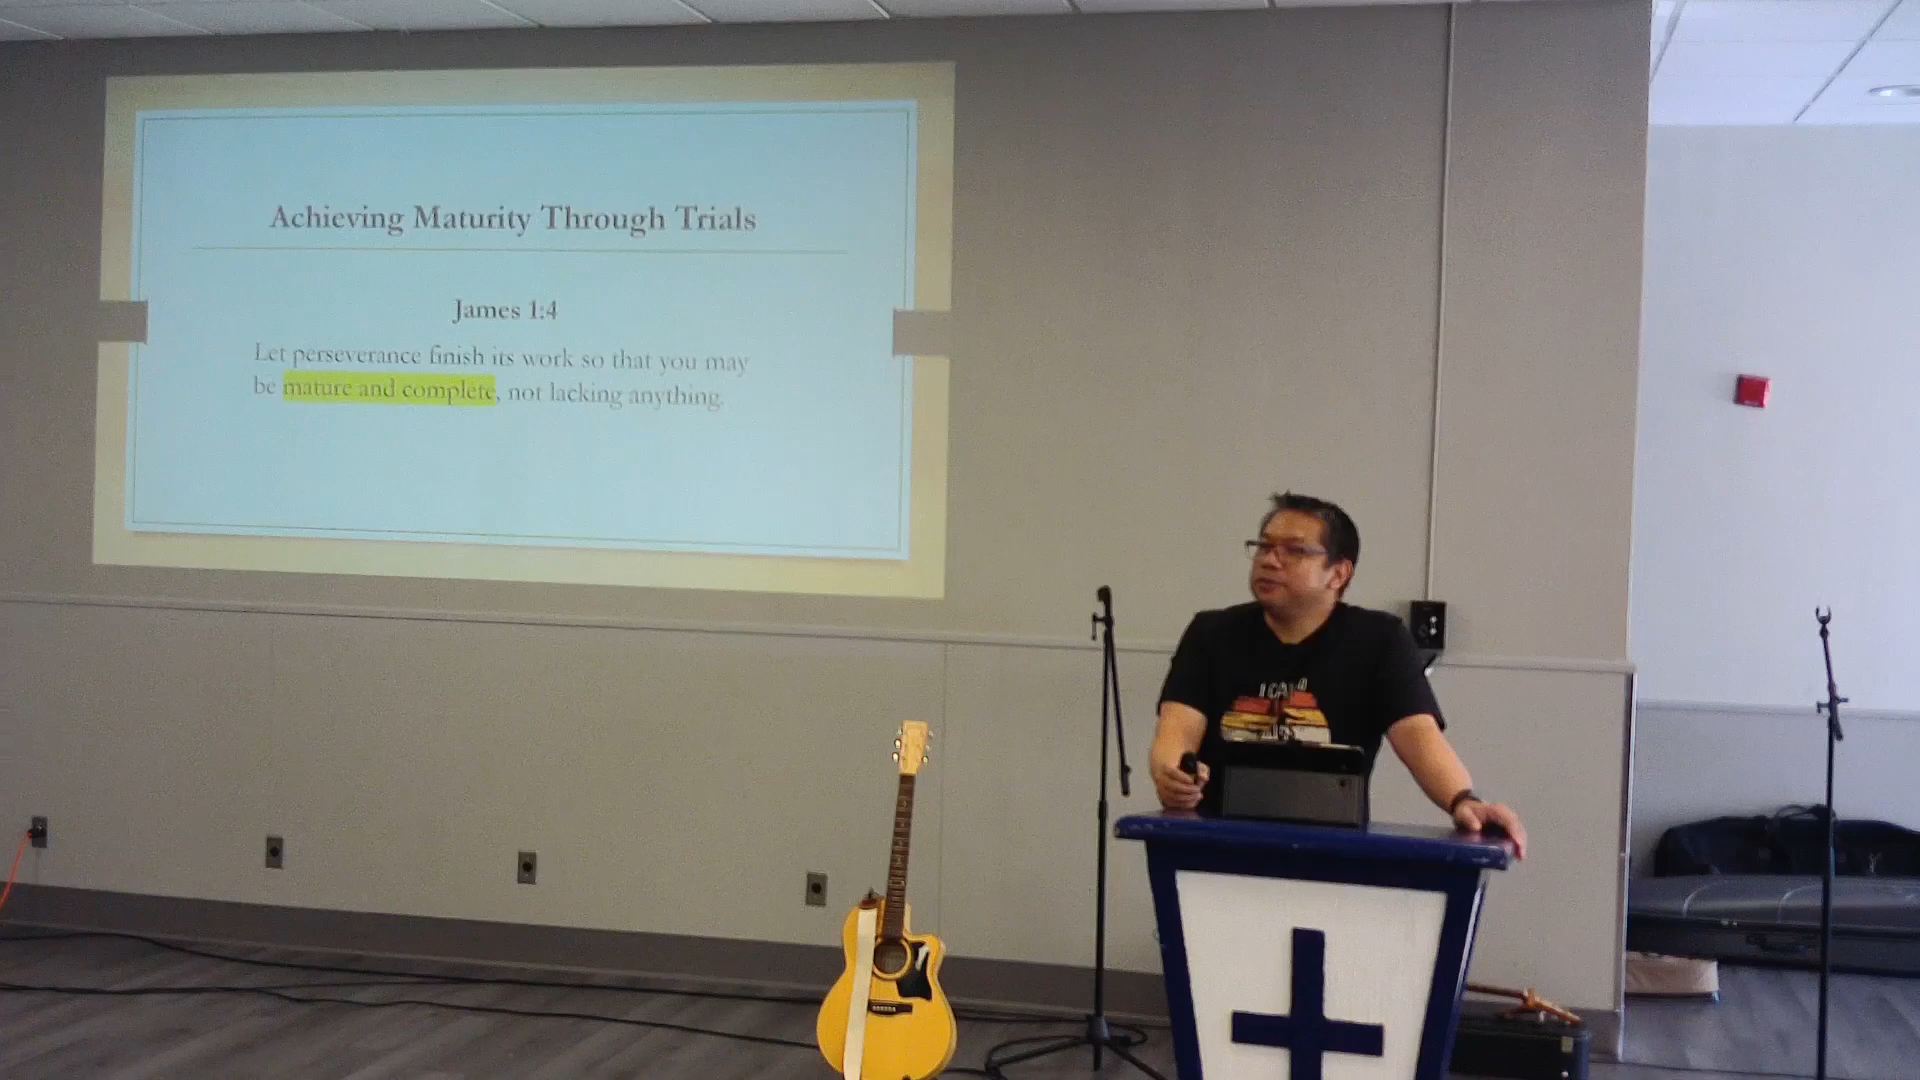 Achieving Maturity Through Trials
James 1:4
Let perseverance finish its work so that you may
be mature and complete, not lacking anything.